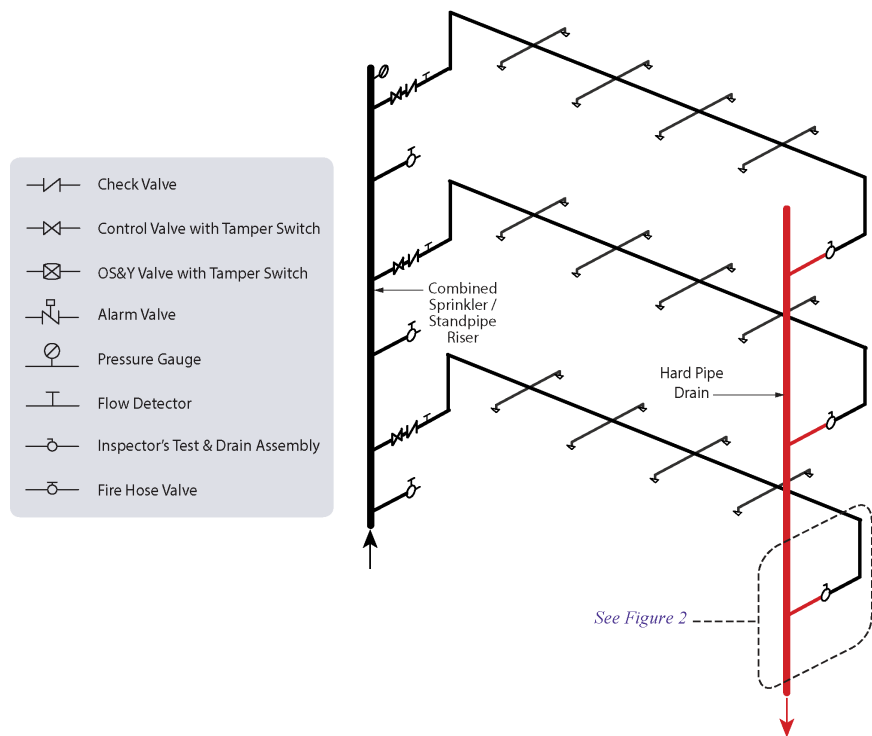 Check Valve
Control Valve with Tamper Switch
OS&Y Valve with Tamper Switch
Alarm Valve
Pressure Gauge
Flow Detector
Inspector's Test & Drain Assembly
Fire Hose Valve
Combined
Sprinkler /
Standpipe
Riser
Hard Pipe
Drain
See Figure 2